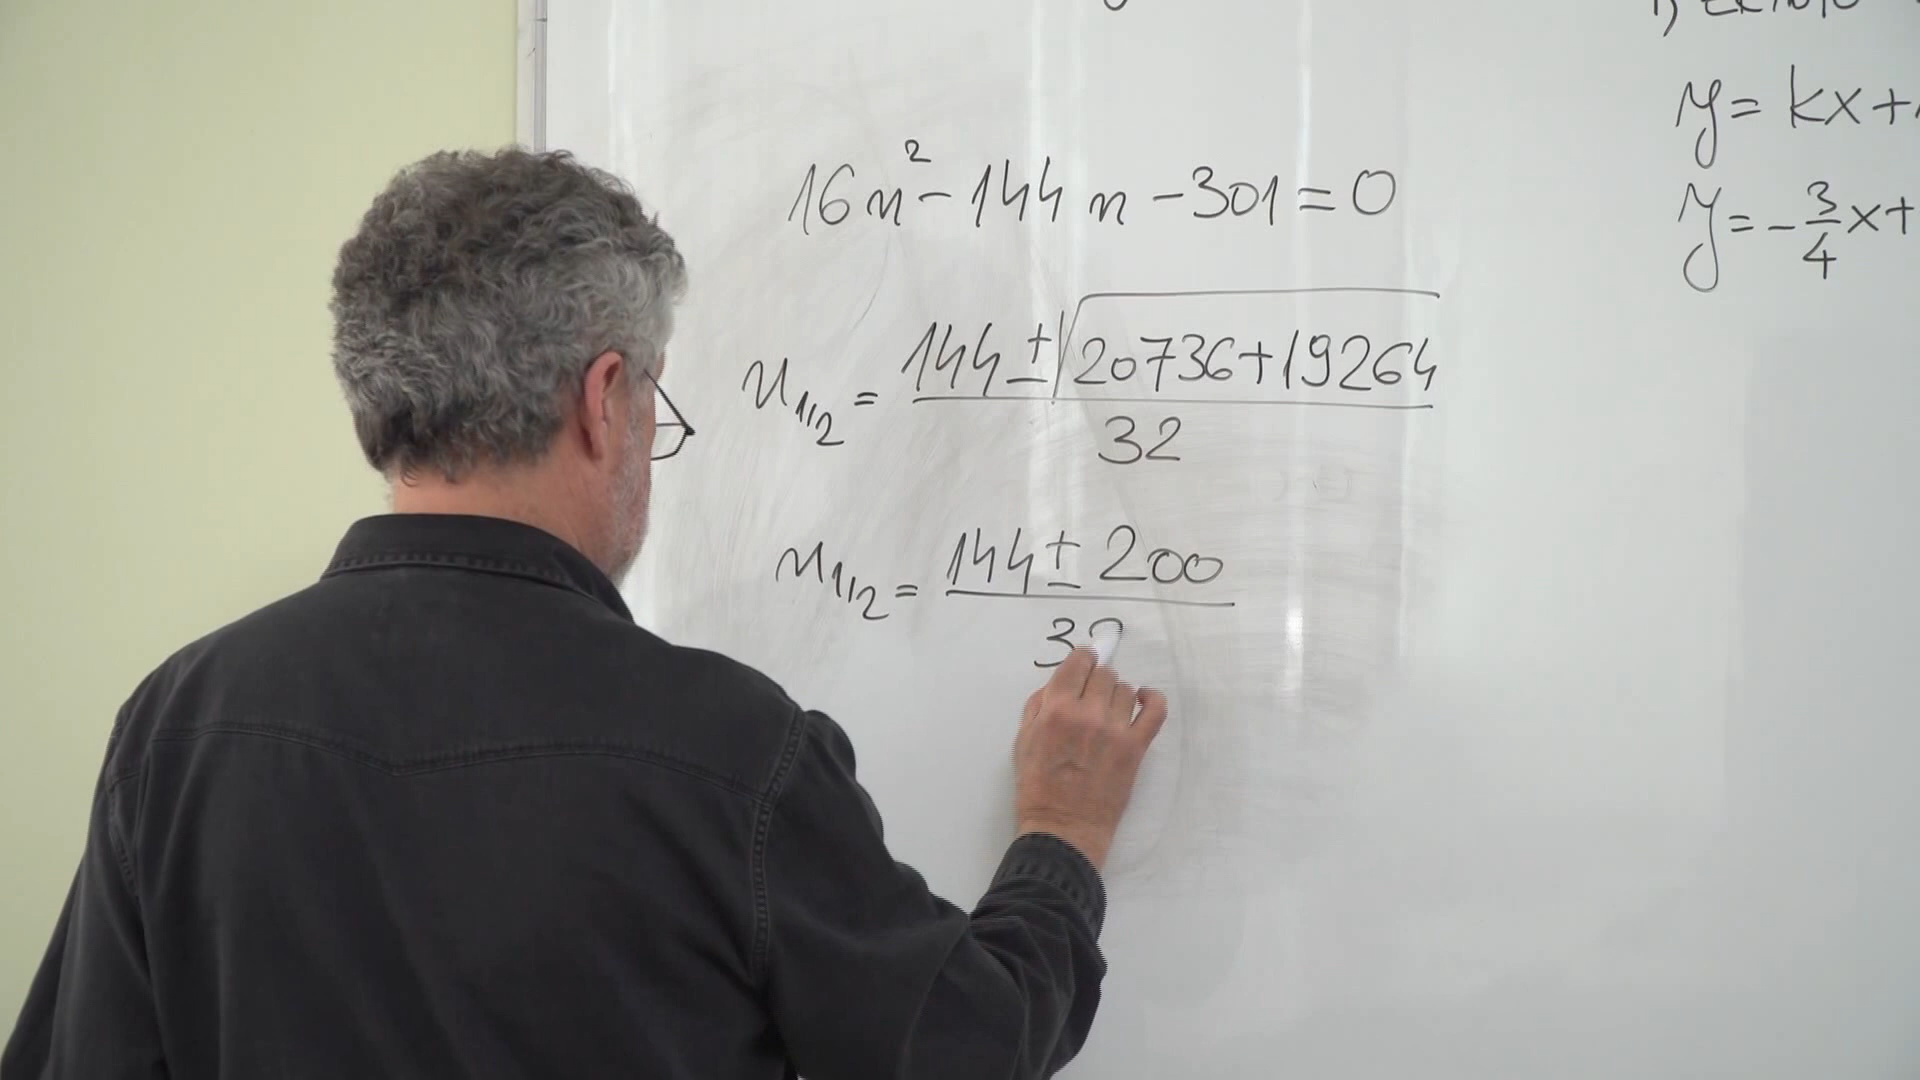 16n² - 144n - 301 = 0
n₁/₂ = (144 ± √(20736 + 19264)) / 32
n₁/₂ = (144 ± 200) / 32
y = kx +
y = - 3/4 x +